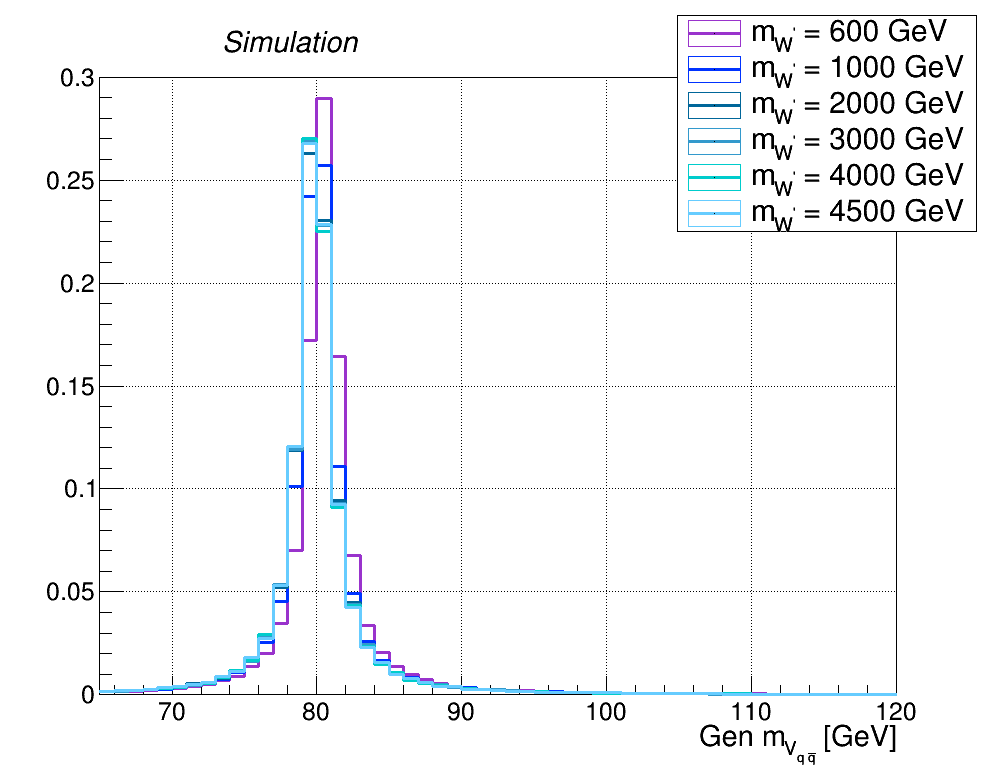 Simulation
m_W' = 600 GeV
m_W' = 1000 GeV
m_W' = 2000 GeV
m_W' = 3000 GeV
m_W' = 4000 GeV
m_W' = 4500 GeV
0.3
0.25
0.2
0.15
0.1
0.05
0
70 80 90 100 110 120
Gen m_V_qq̅ [GeV]